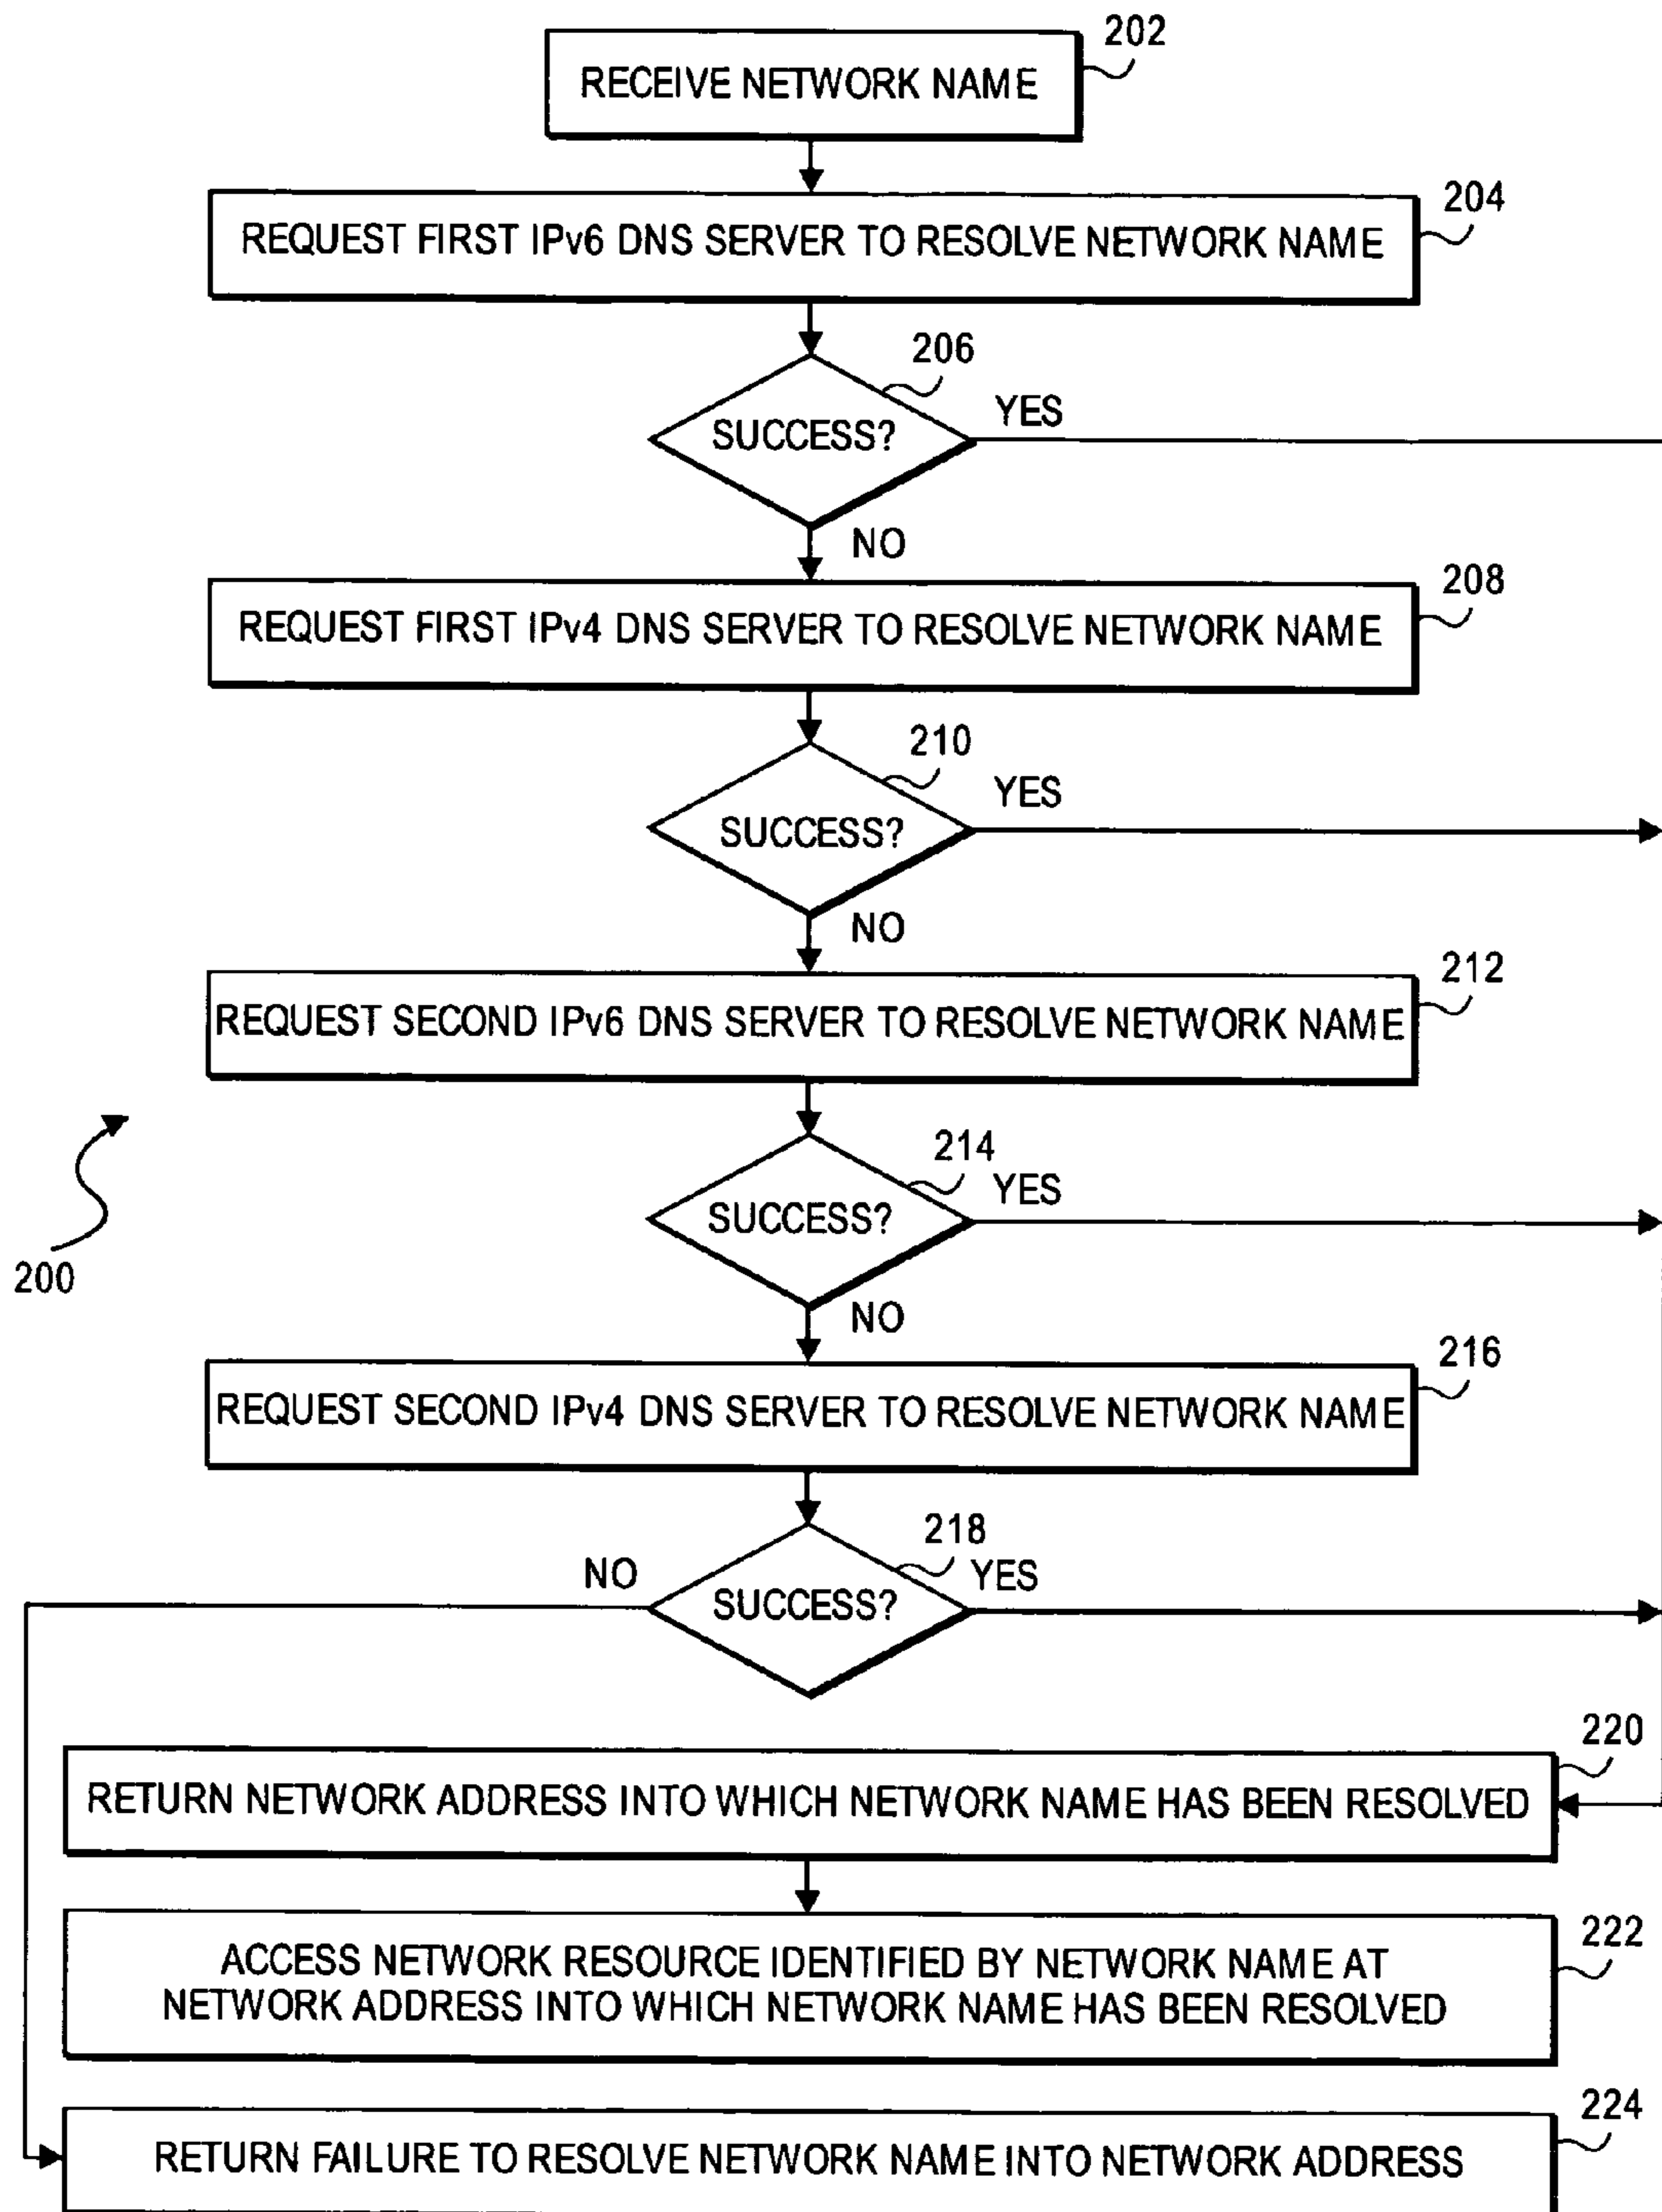 202
RECEIVE NETWORK NAME
204
REQUEST FIRST IPv6 DNS SERVER TO RESOLVE NETWORK NAME
206
SUCCESS?
YES
NO
208
REQUEST FIRST IPv4 DNS SERVER TO RESOLVE NETWORK NAME
210
SUCCESS?
YES
NO
212
REQUEST SECOND IPv6 DNS SERVER TO RESOLVE NETWORK NAME
214
SUCCESS?
YES
200
NO
216
REQUEST SECOND IPv4 DNS SERVER TO RESOLVE NETWORK NAME
218
NO
SUCCESS?
YES
220
RETURN NETWORK ADDRESS INTO WHICH NETWORK NAME HAS BEEN RESOLVED
222
ACCESS NETWORK RESOURCE IDENTIFIED BY NETWORK NAME AT
NETWORK ADDRESS INTO WHICH NETWORK NAME HAS BEEN RESOLVED
224
RETURN FAILURE TO RESOLVE NETWORK NAME INTO NETWORK ADDRESS